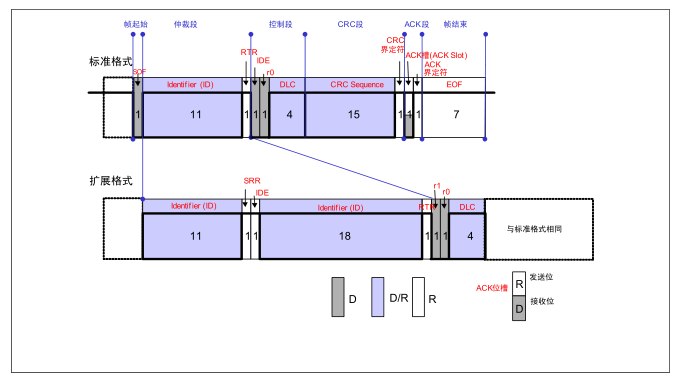 帧起始 仲裁段 控制段 CRC段 ACK段 帧结束
CRC
界定符
RTR
IDE
r0
ACK槽(ACK Slot)
ACK
界定符
标准格式
SOF
Identifier (ID) DLC CRC Sequence EOF
1 11 1 1 1 4 15 1 1 1 7
扩展格式
SRR
IDE
r1
r0
Identifier (ID) Identifier (ID) RTR DLC
11 1 1 18 1 1 1 4
与标准格式相同
D D/R R
ACK位槽
R 发送位
D 接收位